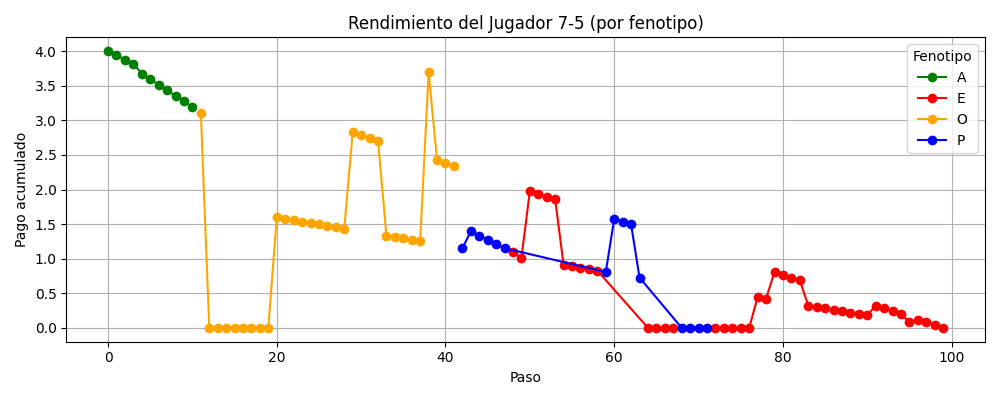 Rendimiento del Jugador 7-5 (por fenotipo)
Pago acumulado
4.0
3.5
3.0
2.5
2.0
1.5
1.0
0.5
0.0
Fenotipo
A
E
O
P
0 20 40 60 80 100
Paso